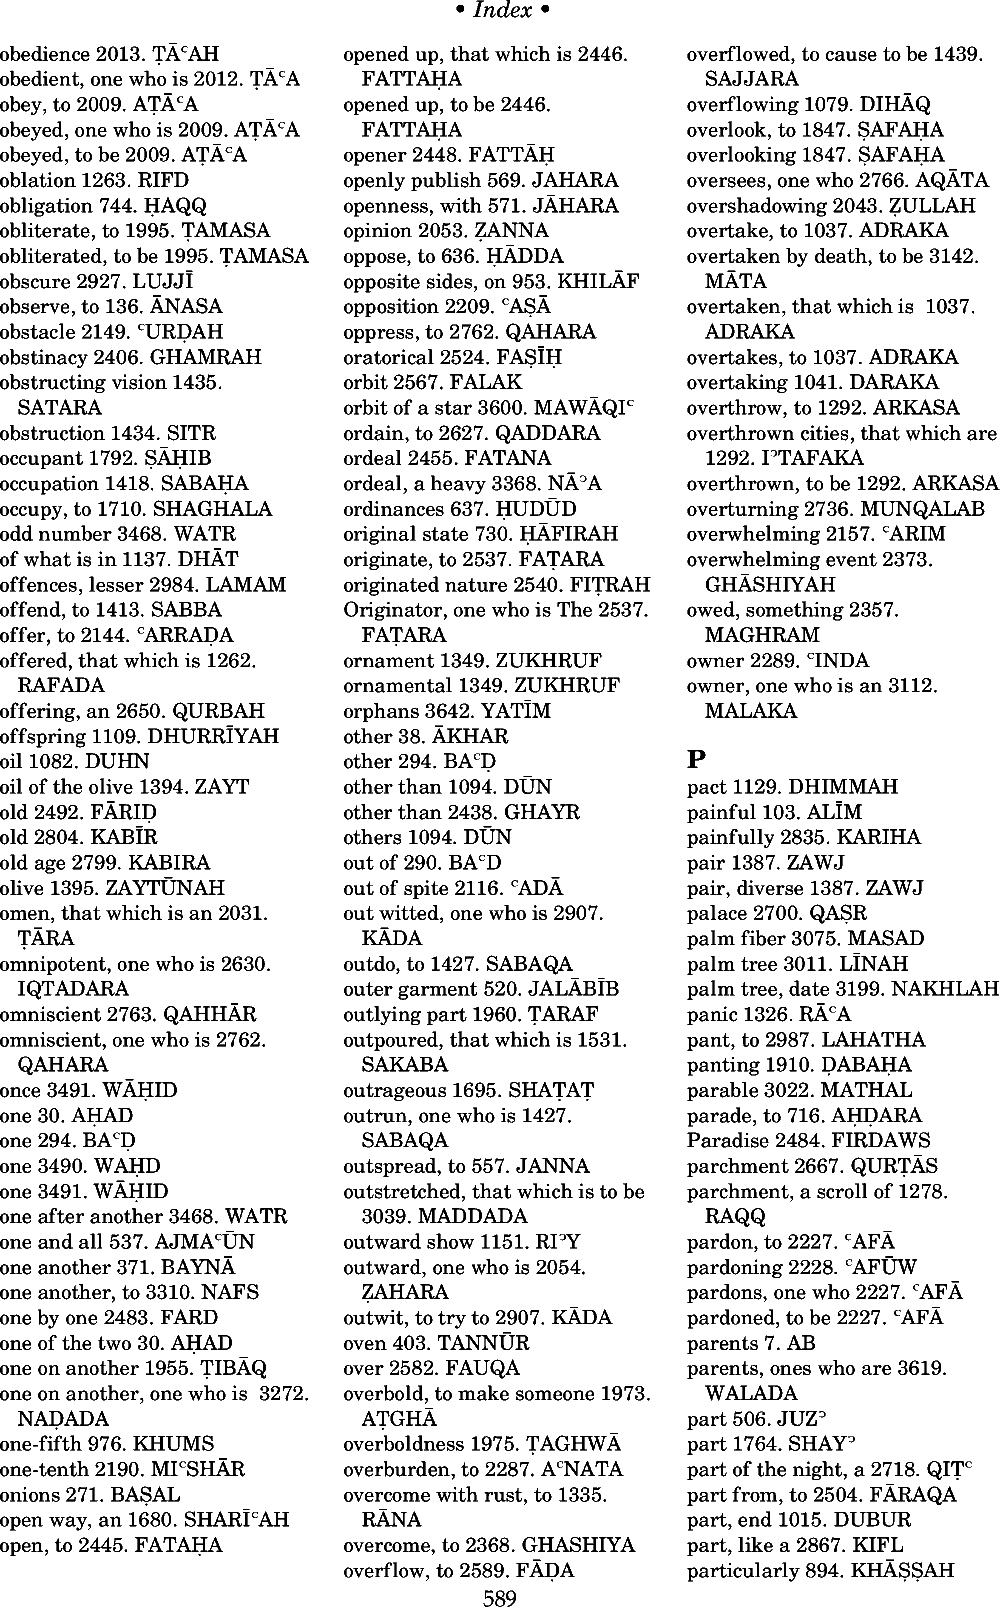 • Index •
obedience 2013. ṬĀᶜAH
obedient, one who is 2012. ṬĀᶜA
obey, to 2009. AṬĀᶜA
obeyed, one who is 2009. AṬĀᶜA
obeyed, to be 2009. AṬĀᶜA
oblation 1263. RIFD
obligation 744. ḤAQQ
obliterate, to 1995. ṬAMASA
obliterated, to be 1995. ṬAMASA
obscure 2927. LUJJĪ
observe, to 136. ĀNASA
obstacle 2149. ᶜURḌAH
obstinacy 2406. GHAMRAH
obstructing vision 1435.
SATARA
obstruction 1434. SITR
occupant 1792. ṢĀḤIB
occupation 1418. SABAḤA
occupy, to 1710. SHAGHALA
odd number 3468. WATR
of what is in 1137. DHĀT
offences, lesser 2984. LAMAM
offend, to 1413. SABBA
offer, to 2144. ᶜARRAḌA
offered, that which is 1262.
RAFADA
offering, an 2650. QURBAH
offspring 1109. DHURRĪYAH
oil 1082. DUHN
oil of the olive 1394. ZAYT
old 2492. FĀRIḌ
old 2804. KABĪR
old age 2799. KABIRA
olive 1395. ZAYTŪNAH
omen, that which is an 2031.
ṬĀRA
omnipotent, one who is 2630.
IQTADARA
omniscient 2763. QAHHĀR
omniscient, one who is 2762.
QAHARA
once 3491. WĀḤID
one 30. AḤAD
one 294. BAᶜḌ
one 3490. WAḤD
one 3491. WĀḤID
one after another 3468. WATR
one and all 537. AJMAᶜŪN
one another 371. BAYNĀ
one another, to 3310. NAFS
one by one 2483. FARD
one of the two 30. AḤAD
one on another 1955. ṬIBĀQ
one on another, one who is 3272.
NAḌADA
one-fifth 976. KHUMS
one-tenth 2190. MIᶜSHĀR
onions 271. BAṢAL
open way, an 1680. SHARĪᶜAH
open, to 2445. FATAḤA
opened up, that which is 2446.
FATTAḤA
opened up, to be 2446.
FATTAḤA
opener 2448. FATTĀḤ
openly publish 569. JAHARA
openness, with 571. JĀHARA
opinion 2053. ẒANNA
oppose, to 636. ḤĀDDA
opposite sides, on 953. KHILĀF
opposition 2209. ᶜAṢĀ
oppress, to 2762. QAHARA
oratorical 2524. FAṢĪḤ
orbit 2567. FALAK
orbit of a star 3600. MAWĀQIᶜ
ordain, to 2627. QADDARA
ordeal 2455. FATANA
ordeal, a heavy 3368. NĀᵓA
ordinances 637. ḤUDŪD
original state 730. ḤĀFIRAH
originate, to 2537. FAṬARA
originated nature 2540. FIṬRAH
Originator, one who is The 2537.
FAṬARA
ornament 1349. ZUKHRUF
ornamental 1349. ZUKHRUF
orphans 3642. YATĪM
other 38. ĀKHAR
other 294. BAᶜḌ
other than 1094. DŪN
other than 2438. GHAYR
others 1094. DŪN
out of 290. BAᶜD
out of spite 2116. ᶜADĀ
out witted, one who is 2907.
KĀDA
outdo, to 1427. SABAQA
outer garment 520. JALĀBĪB
outlying part 1960. ṬARAF
outpoured, that which is 1531.
SAKABA
outrageous 1695. SHAṬAṬ
outrun, one who is 1427.
SABAQA
outspread, to 557. JANNA
outstretched, that which is to be
3039. MADDADA
outward show 1151. RIᵓY
outward, one who is 2054.
ẒAHARA
outwit, to try to 2907. KĀDA
oven 403. TANNŪR
over 2582. FAUQA
overbold, to make someone 1973.
AṬGHĀ
overboldness 1975. ṬAGHWĀ
overburden, to 2287. AᶜNATA
overcome with rust, to 1335.
RĀNA
overcome, to 2368. GHASHIYA
overflow, to 2589. FĀḌA
overflowed, to cause to be 1439.
SAJJARA
overflowing 1079. DIHĀQ
overlook, to 1847. ṢAFAḤA
overlooking 1847. ṢAFAḤA
oversees, one who 2766. AQĀTA
overshadowing 2043. ẒULLAH
overtake, to 1037. ADRAKA
overtaken by death, to be 3142.
MĀTA
overtaken, that which is 1037.
ADRAKA
overtakes, to 1037. ADRAKA
overtaking 1041. DARAKA
overthrow, to 1292. ARKASA
overthrown cities, that which are
1292. IᵓTAFAKA
overthrown, to be 1292. ARKASA
overturning 2736. MUNQALAB
overwhelming 2157. ᶜARIM
overwhelming event 2373.
GHĀSHIYAH
owed, something 2357.
MAGHRAM
owner 2289. ᶜINDA
owner, one who is an 3112.
MALAKA
P
pact 1129. DHIMMAH
painful 103. ALĪM
painfully 2835. KARIHA
pair 1387. ZAWJ
pair, diverse 1387. ZAWJ
palace 2700. QAṢR
palm fiber 3075. MASAD
palm tree 3011. LĪNAH
palm tree, date 3199. NAKHLAH
panic 1326. RĀᶜA
pant, to 2987. LAHATHA
panting 1910. ḌABAḤA
parable 3022. MATHAL
parade, to 716. AḤḌARA
Paradise 2484. FIRDAWS
parchment 2667. QURṬĀS
parchment, a scroll of 1278.
RAQQ
pardon, to 2227. ᶜAFĀ
pardoning 2228. ᶜAFŪW
pardons, one who 2227. ᶜAFĀ
pardoned, to be 2227. ᶜAFĀ
parents 7. AB
parents, ones who are 3619.
WALADA
part 506. JUZᵓ
part 1764. SHAYᵓ
part of the night, a 2718. QIṬᶜ
part from, to 2504. FĀRAQA
part, end 1015. DUBUR
part, like a 2867. KIFL
particularly 894. KHĀṢṢAH
589